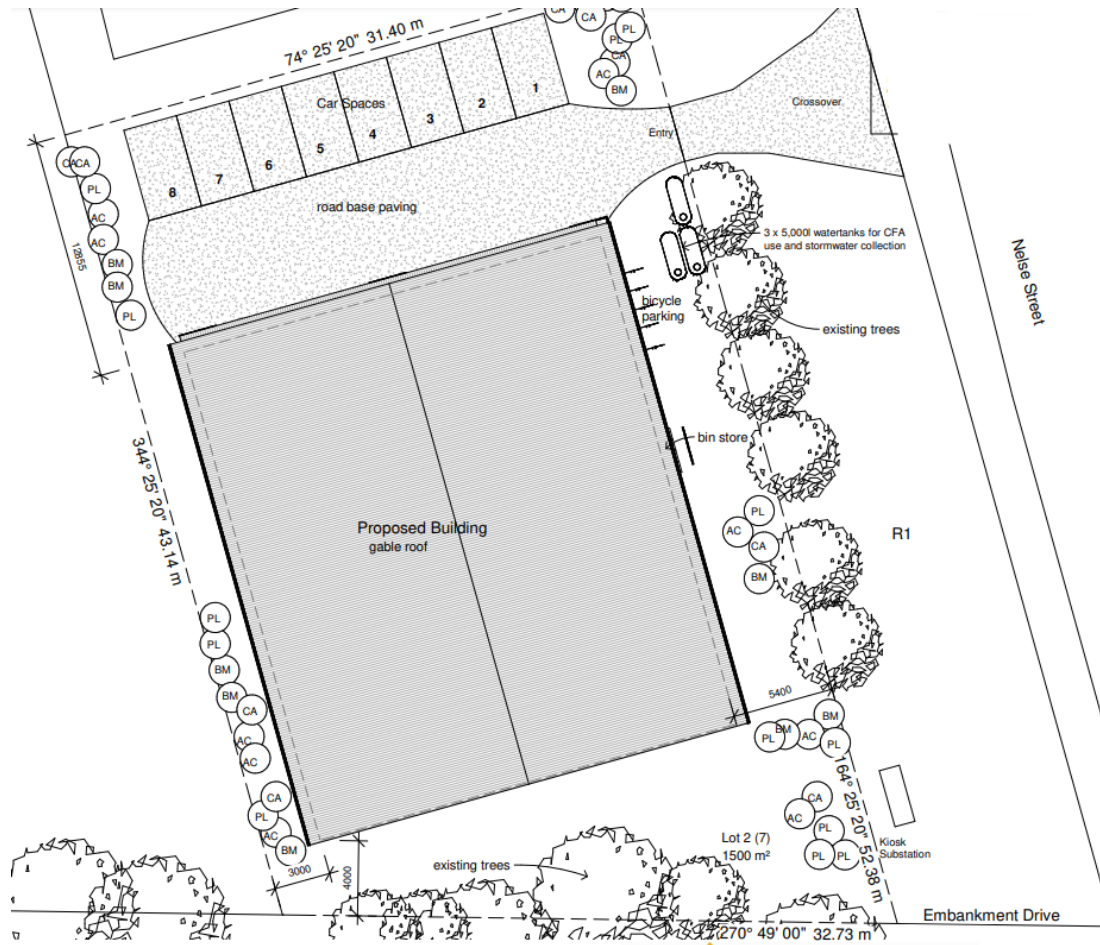 CA
CA
PL
PL
CA
AC
BM
74° 25' 20" 31.40 m
Car Spaces
1
2
3
4
5
6
7
8
Crossover
Entry
road base paving
CA
CA
PL
AC
AC
BM
BM
PL
12855
3 x 5,000l watertanks for CFA
use and stormwater collection
bicycle
parking
existing trees
Nelse Street
bin store
344° 25' 20" 43.14 m
Proposed Building
gable roof
PL
AC
CA
BM
R1
PL
PL
BM
BM
CA
AC
AC
CA
PL
AC
BM
5400
BM
BM
PL
AC
PL
164° 25' 20" 52.38 m
CA
AC
PL
PL
PL
Kiosk
Substation
Lot 2 (7)
1500 m²
3000
4000
existing trees
Embankment Drive
270° 49' 00" 32.73 m